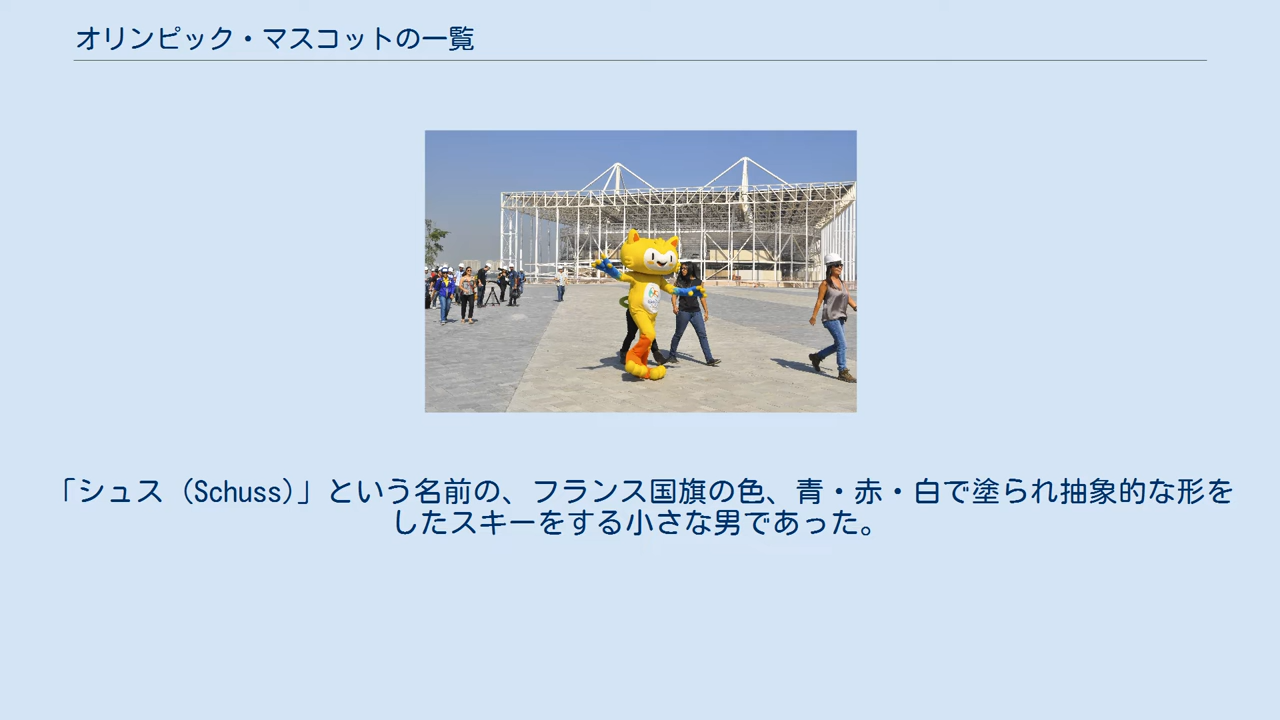 オリンピック・マスコットの一覧
「シュス（Schuss）」という名前の、フランス国旗の色、青・赤・白で塗られ抽象的な形を
したスキーをする小さな男であった。